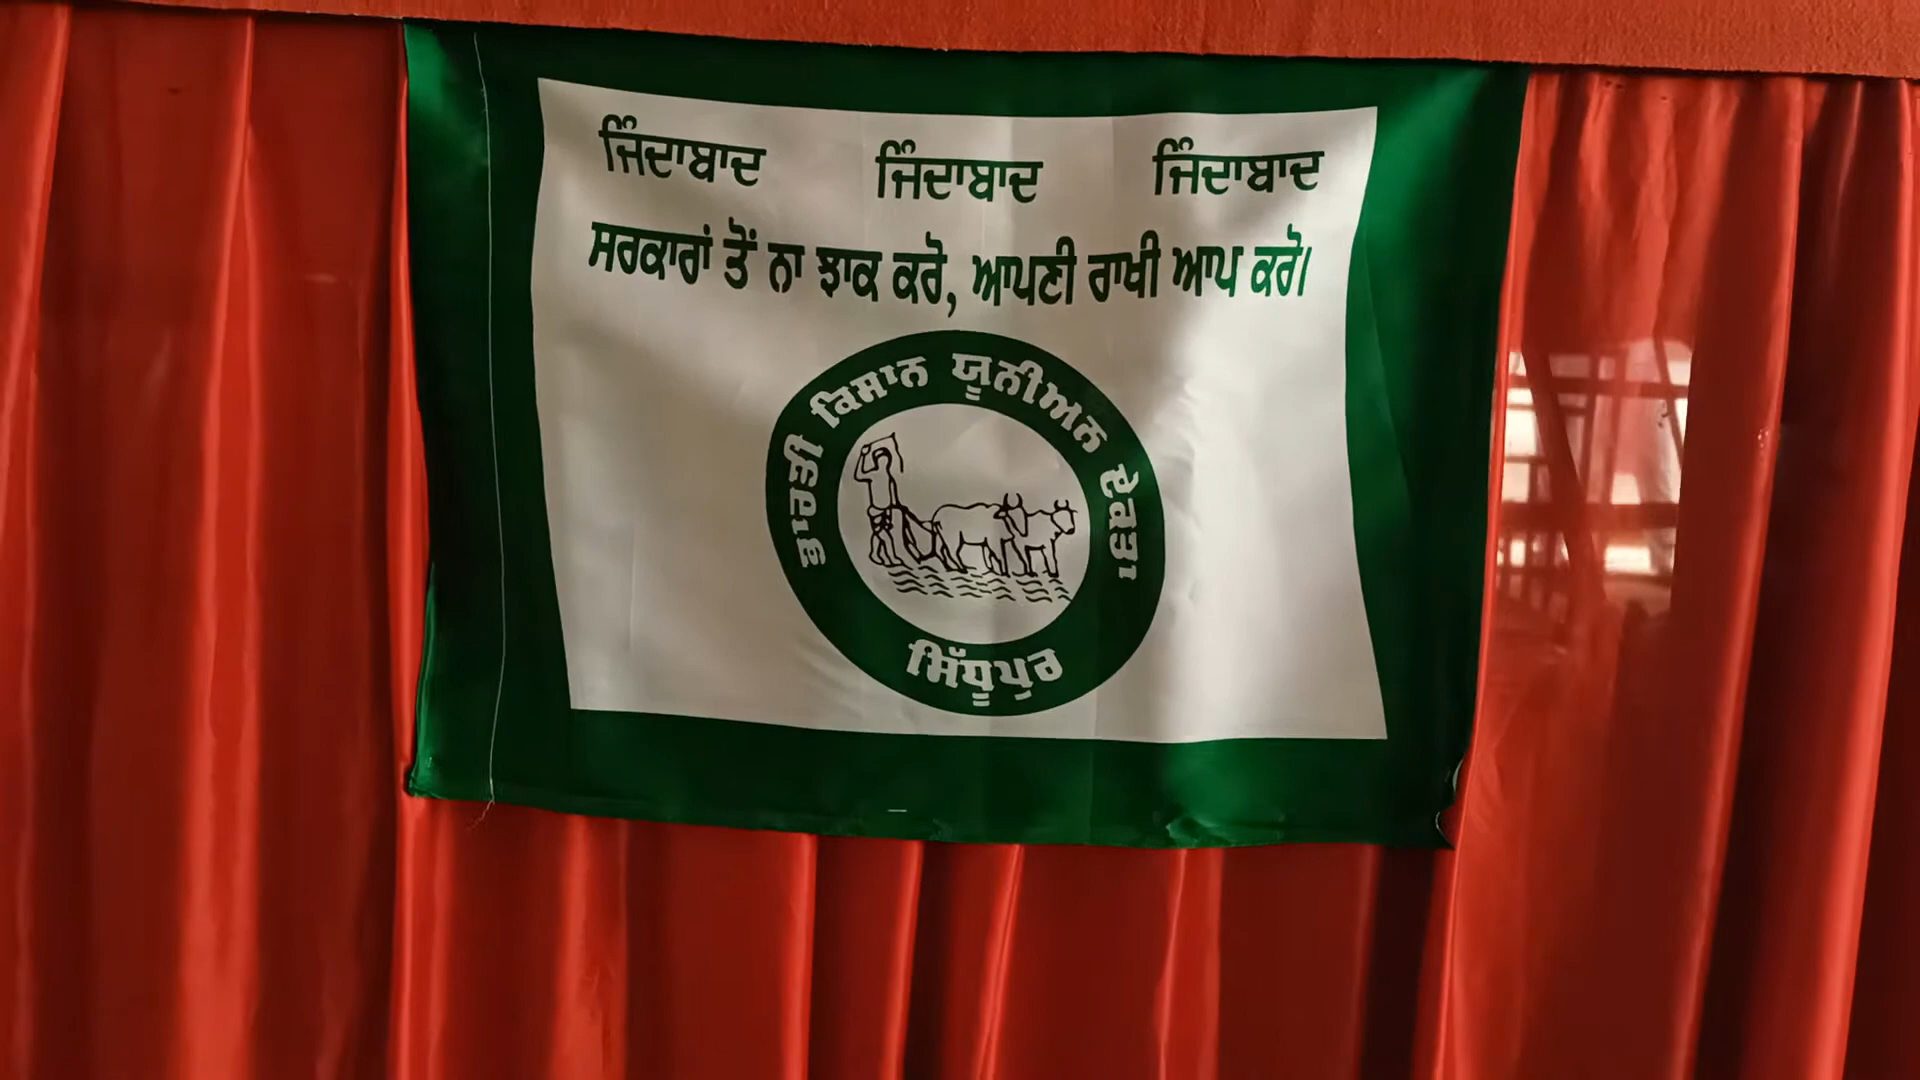 ਜਿੰਦਾਬਾਦ ਜਿੰਦਾਬਾਦ ਜਿੰਦਾਬਾਦ
ਸਰਕਾਰਾਂ ਤੋਂ ਨਾ ਝਾਕ ਕਰੋ, ਆਪਣੀ ਰਾਖੀ ਆਪ ਕਰੋ।
ਭਾਰਤੀ ਕਿਸਾਨ ਯੂਨੀਅਨ ਏਕਤਾ
ਸਿੱਧੂਪੁਰ